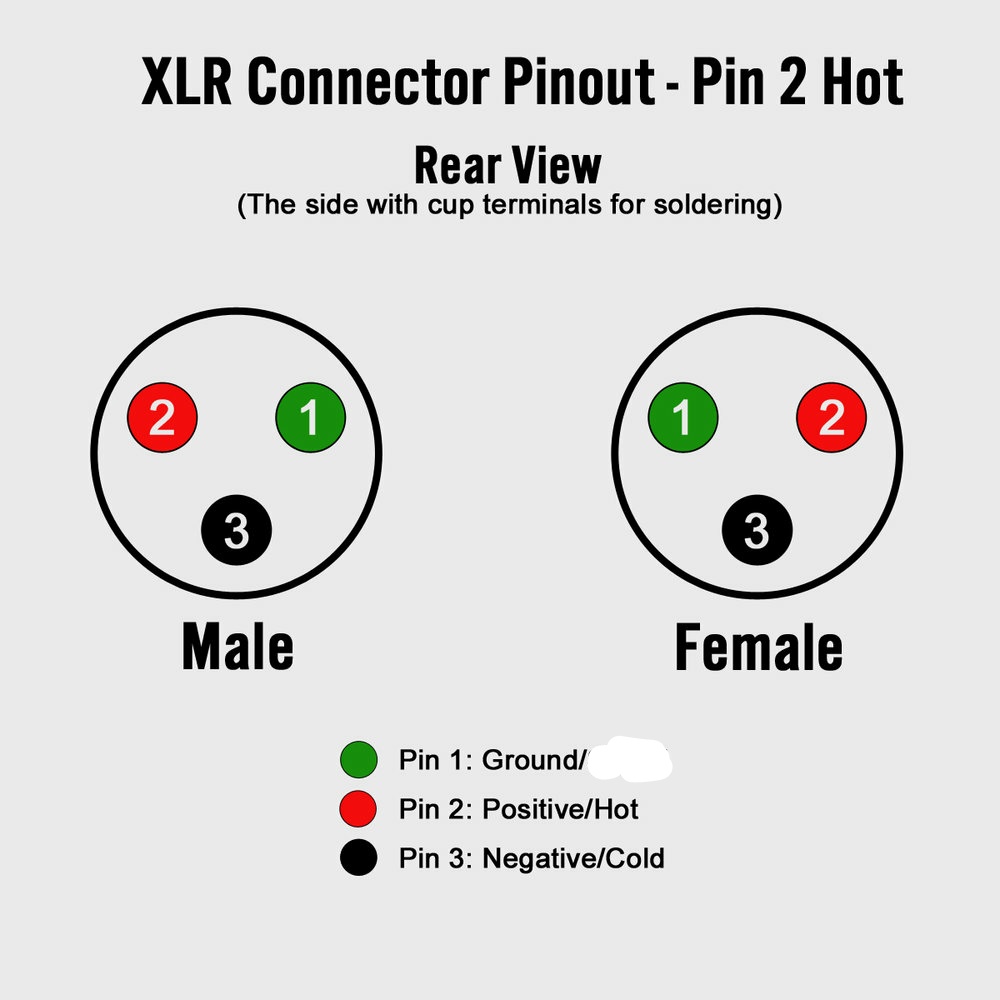 XLR Connector Pinout - Pin 2 Hot
Rear View
(The side with cup terminals for soldering)
2 1
3
1 2
3
Male Female
Pin 1: Ground/
Pin 2: Positive/Hot
Pin 3: Negative/Cold